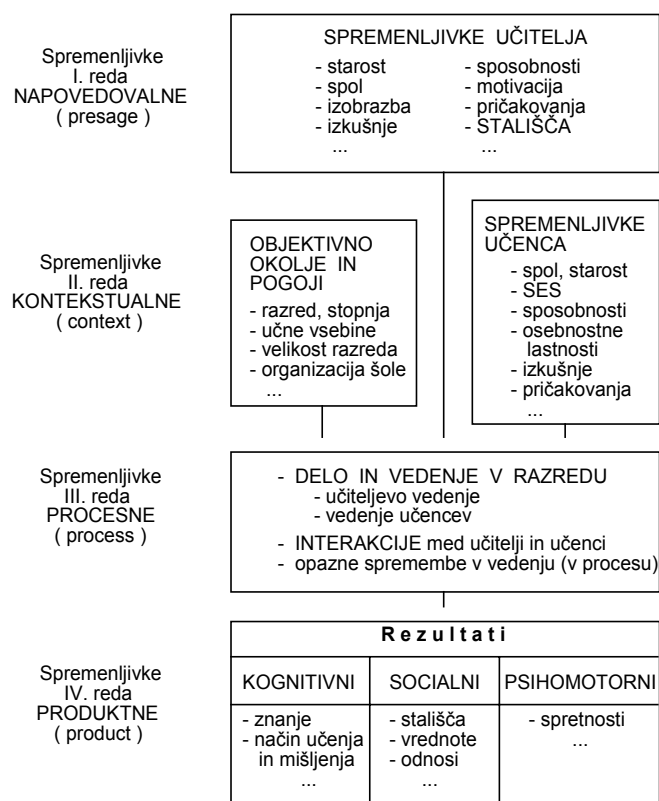 Spremenljivke
I. reda
NAPOVEDOVALNE
( presage )
SPREMENLJIVKE UČITELJA
- starost
- spol
- izobrazba
- izkušnje
...
- sposobnosti
- motivacija
- pričakovanja
- STALIŠČA
...
Spremenljivke
II. reda
KONTEKSTUALNE
( context )
OBJEKTIVNO
OKOLJE IN
POGOJI
- razred, stopnja
- učne vsebine
- velikost razreda
- organizacija šole
...
SPREMENLJIVKE
UČENCA
- spol, starost
- SES
- sposobnosti
- osebnostne
lastnosti
- izkušnje
- pričakovanja
...
Spremenljivke
III. reda
PROCESNE
( process )
- DELO IN VEDENJE V RAZREDU
- učiteljevo vedenje
- vedenje učencev
- INTERAKCIJE med učitelji in učenci
- opazne spremembe v vedenju (v procesu)
Spremenljivke
IV. reda
PRODUKTNE
( product )
Rezultati
KOGNITIVNI
- znanje
- način učenja
in mišljenja
...
SOCIALNI
- stališča
- vrednote
- odnosi
...
PSIHOMOTORNI
- spretnosti
...